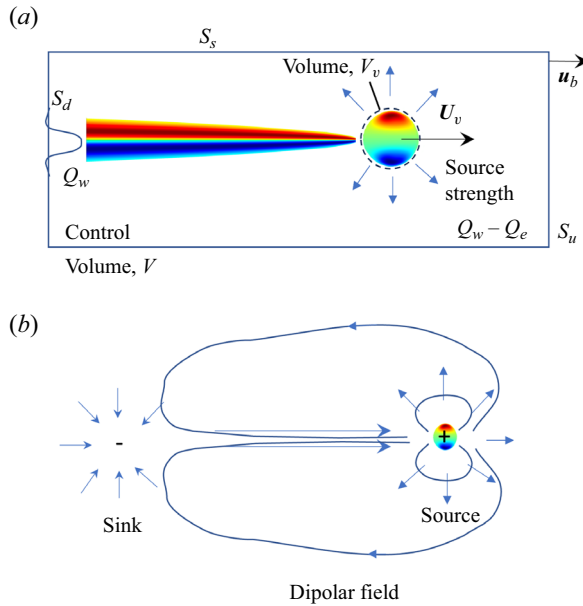 (a)
S_s
Volume, V_v
u_b
S_d
U_v
Q_w
Source
strength
Control
Q_w – Q_e
S_u
Volume, V
(b)
-
+
Sink
Source
Dipolar field